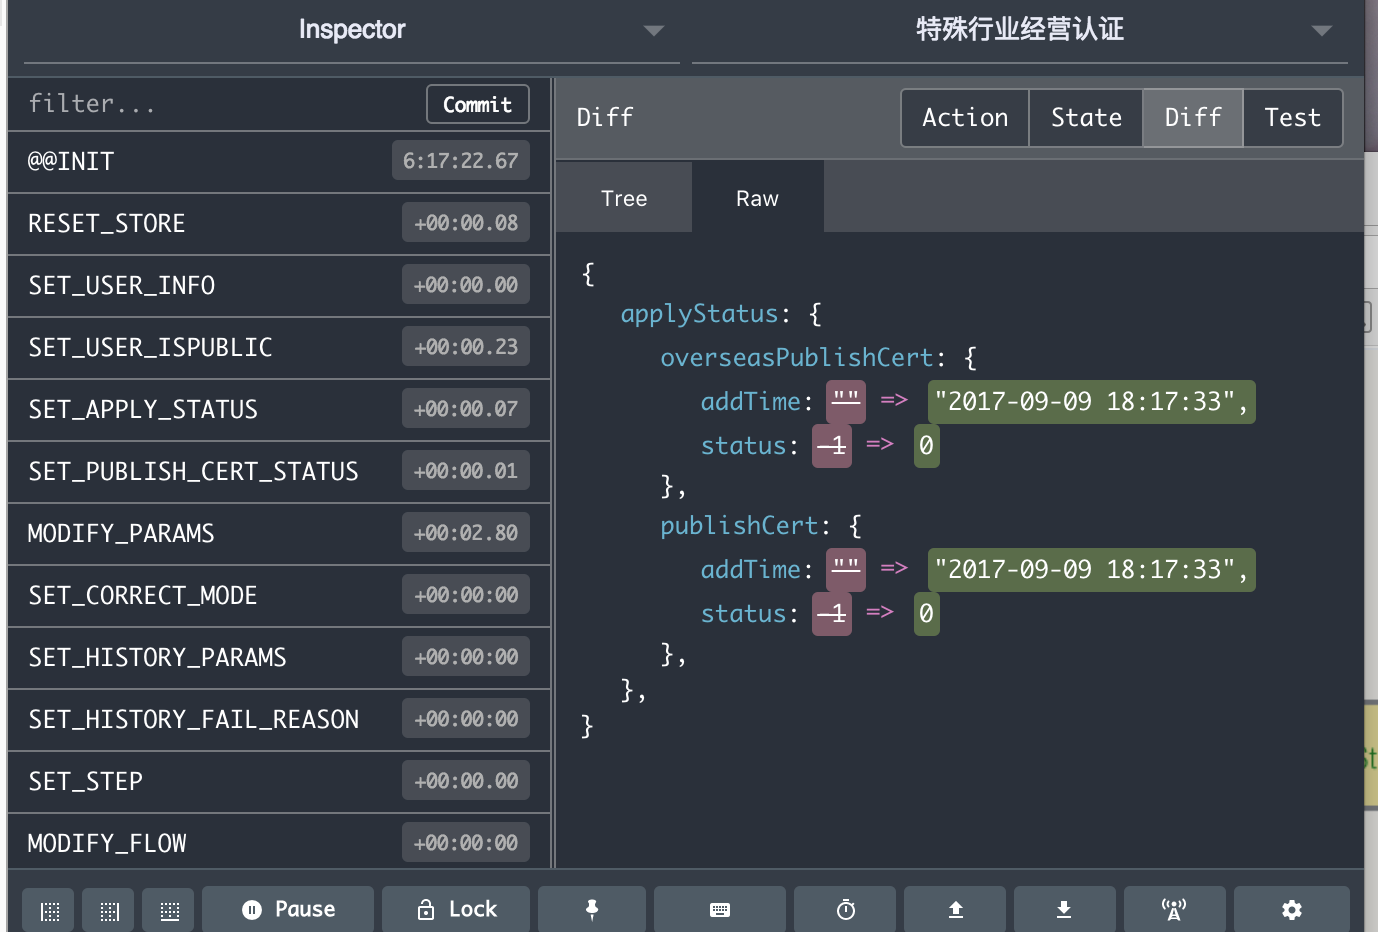 Inspector
特殊行业经营认证
filter...
Commit
@@INIT 6:17:22.67
RESET_STORE +00:00.08
SET_USER_INFO +00:00.00
SET_USER_ISPUBLIC +00:00.23
SET_APPLY_STATUS +00:00.07
SET_PUBLISH_CERT_STATUS +00:00.01
MODIFY_PARAMS +00:02.80
SET_CORRECT_MODE +00:00:00
SET_HISTORY_PARAMS +00:00:00
SET_HISTORY_FAIL_REASON +00:00:00
SET_STEP +00:00.00
MODIFY_FLOW +00:00:00
Diff
Action State Diff Test
Tree Raw
{
applyStatus: {
overseasPublishCert: {
addTime: "" => "2017-09-09 18:17:33",
status: -1 => 0
},
publishCert: {
addTime: "" => "2017-09-09 18:17:33",
status: -1 => 0
},
},
}
Pause
Lock